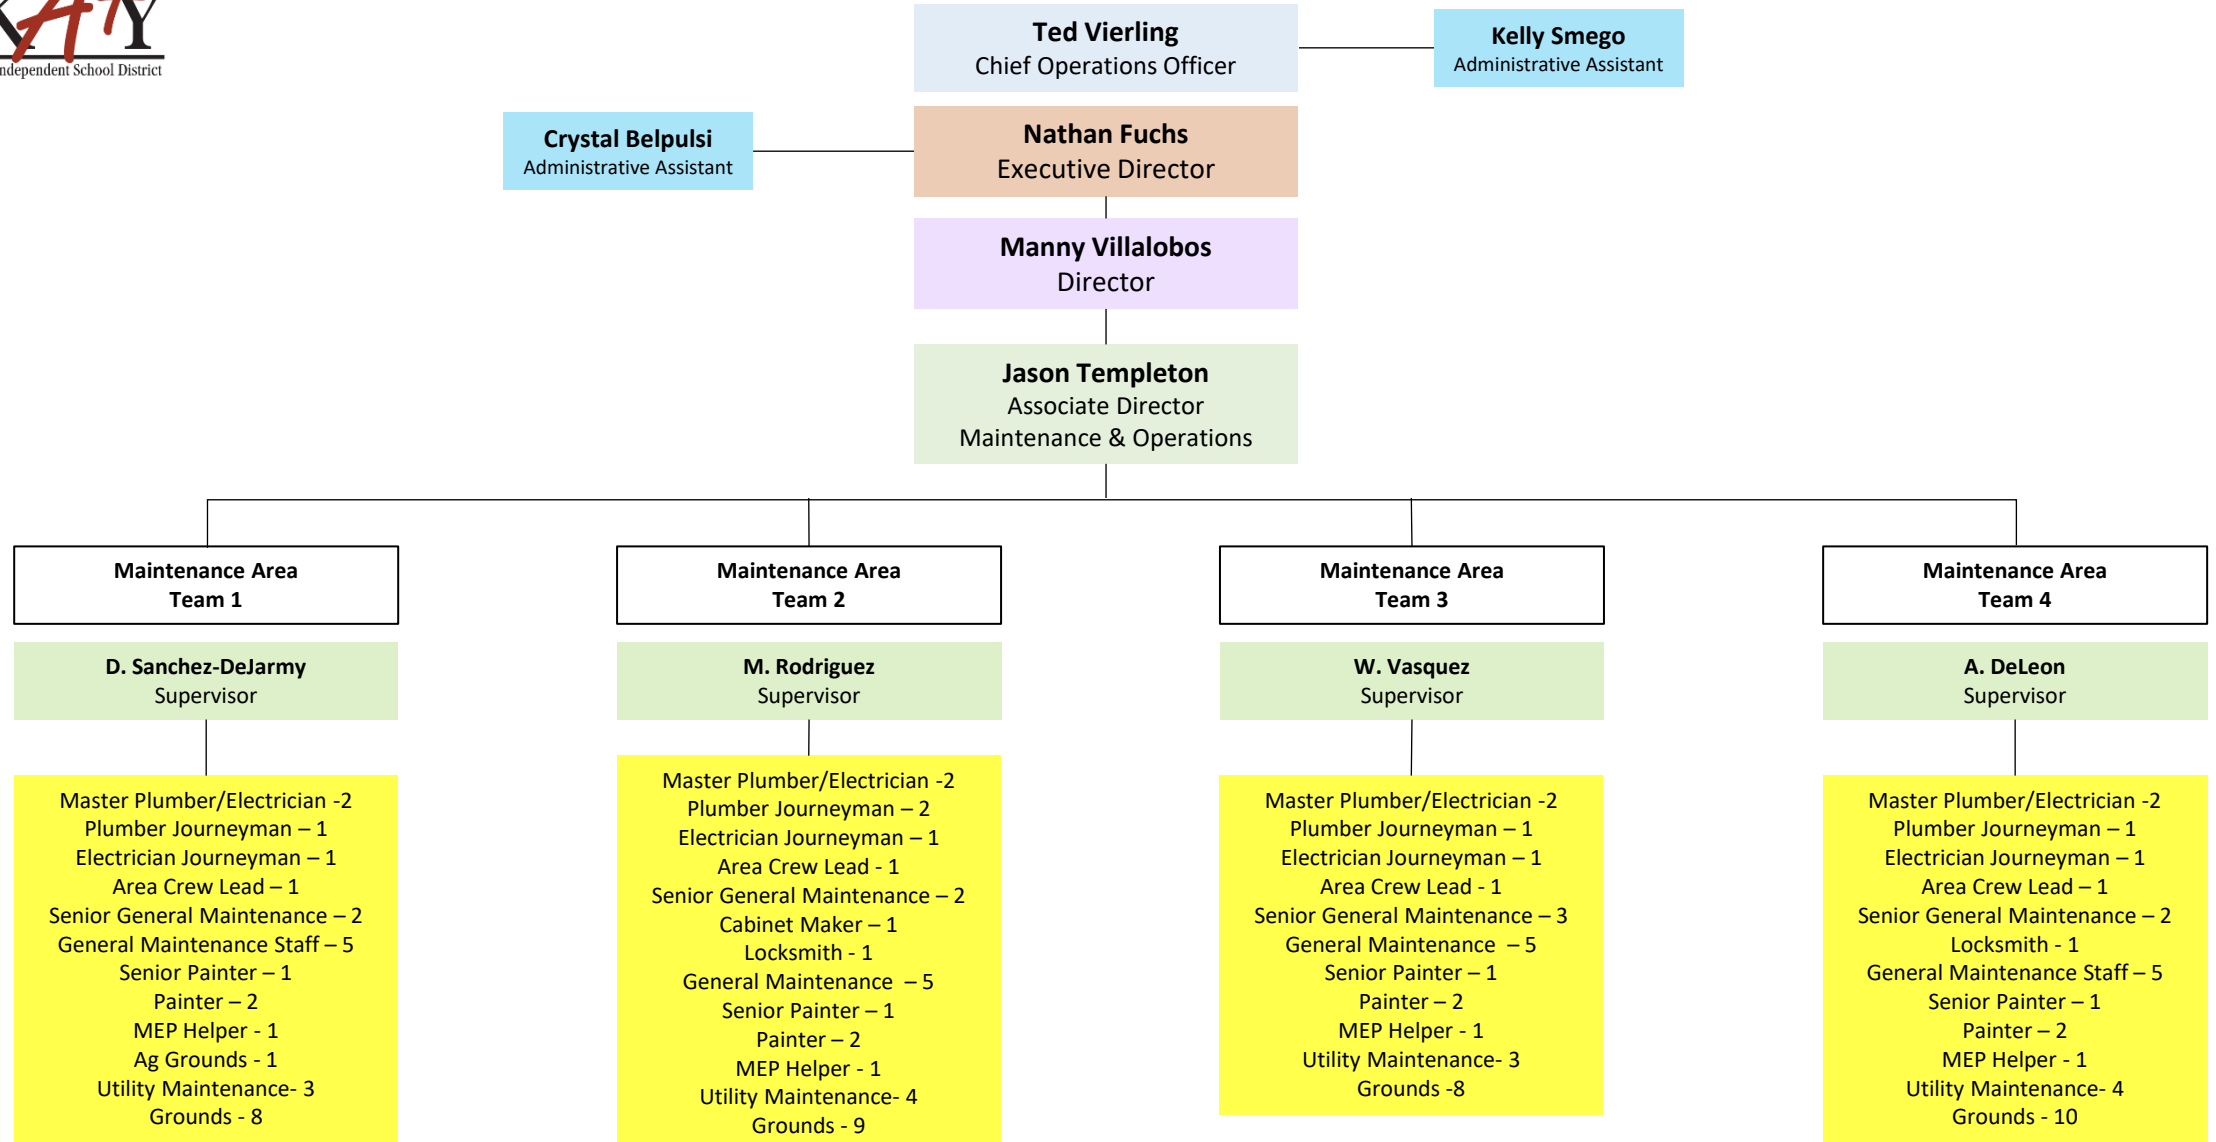 KATY
Independent School District
Ted Vierling
Chief Operations Officer
Kelly Smego
Administrative Assistant
Crystal Belpulsi
Administrative Assistant
Nathan Fuchs
Executive Director
Manny Villalobos
Director
Jason Templeton
Associate Director
Maintenance & Operations
Maintenance Area
Team 1
D. Sanchez-DeJarmy
Supervisor
Master Plumber/Electrician -2
Plumber Journeyman – 1
Electrician Journeyman – 1
Area Crew Lead – 1
Senior General Maintenance – 2
General Maintenance Staff – 5
Senior Painter – 1
Painter – 2
MEP Helper - 1
Ag Grounds - 1
Utility Maintenance- 3
Grounds - 8
Maintenance Area
Team 2
M. Rodriguez
Supervisor
Master Plumber/Electrician -2
Plumber Journeyman – 2
Electrician Journeyman – 1
Area Crew Lead - 1
Senior General Maintenance – 2
Cabinet Maker – 1
Locksmith - 1
General Maintenance  – 5
Senior Painter – 1
Painter – 2
MEP Helper - 1
Utility Maintenance- 4
Grounds - 9
Maintenance Area
Team 3
W. Vasquez
Supervisor
Master Plumber/Electrician -2
Plumber Journeyman – 1
Electrician Journeyman – 1
Area Crew Lead - 1
Senior General Maintenance – 3
General Maintenance  – 5
Senior Painter – 1
Painter – 2
MEP Helper - 1
Utility Maintenance- 3
Grounds -8
Maintenance Area
Team 4
A. DeLeon
Supervisor
Master Plumber/Electrician -2
Plumber Journeyman – 1
Electrician Journeyman – 1
Area Crew Lead – 1
Senior General Maintenance – 2
Locksmith - 1
General Maintenance Staff – 5
Senior Painter – 1
Painter – 2
MEP Helper - 1
Utility Maintenance- 4
Grounds - 10